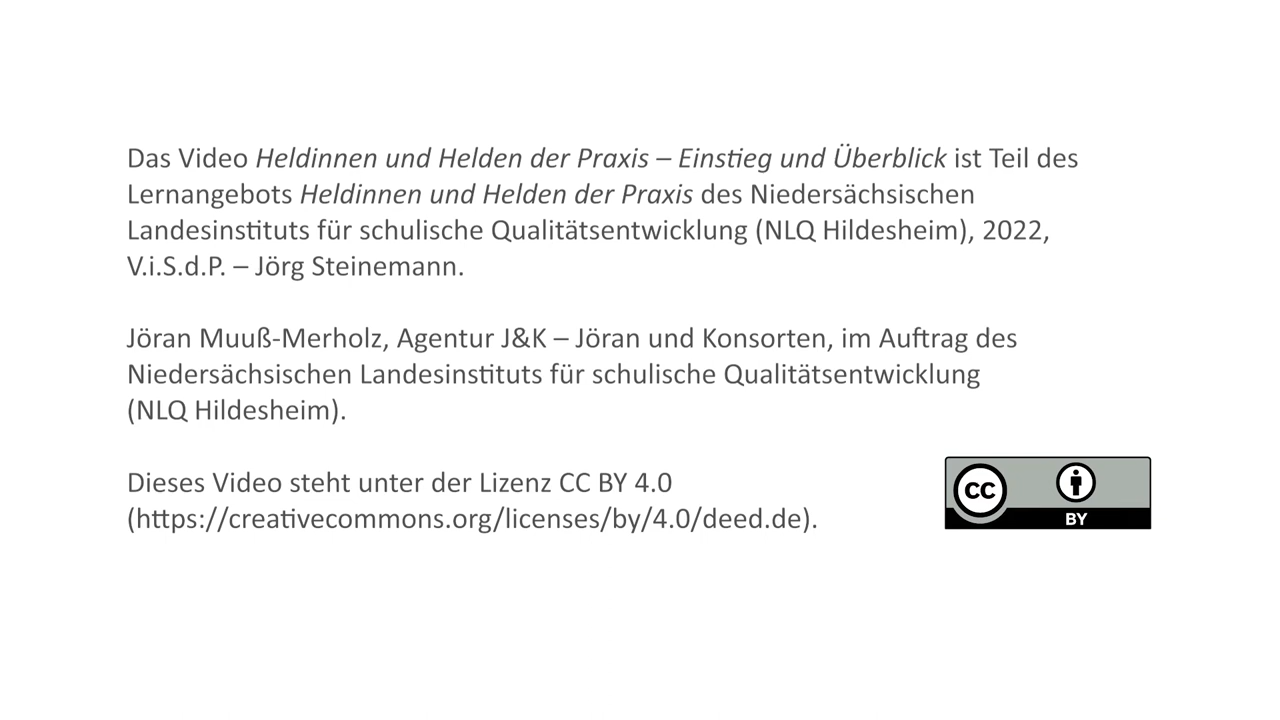 Das Video Heldinnen und Helden der Praxis – Einstieg und Überblick ist Teil des
Lernangebots Heldinnen und Helden der Praxis des Niedersächsischen
Landesinstituts für schulische Qualitätsentwicklung (NLQ Hildesheim), 2022,
V.i.S.d.P. – Jörg Steinemann.
Jöran Muuß-Merholz, Agentur J&K – Jöran und Konsorten, im Auftrag des
Niedersächsischen Landesinstituts für schulische Qualitätsentwicklung
(NLQ Hildesheim).
Dieses Video steht unter der Lizenz CC BY 4.0
(https://creativecommons.org/licenses/by/4.0/deed.de).
CC
BY